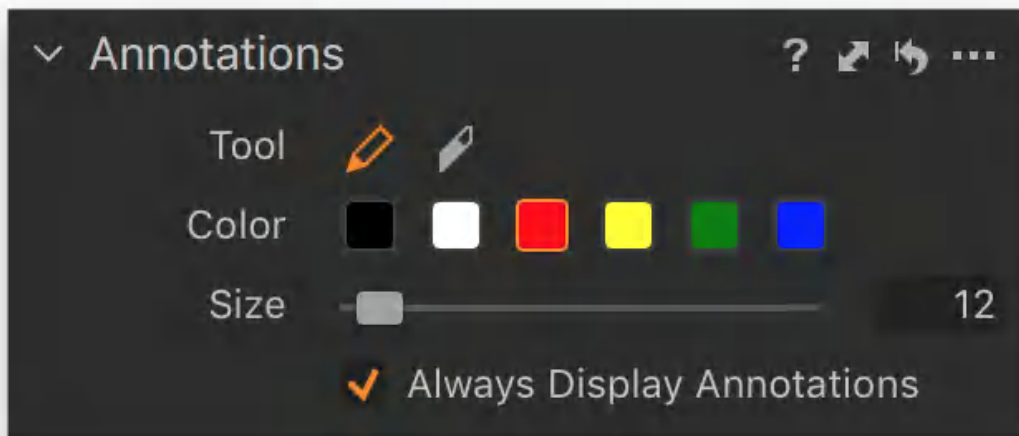 Annotations ? ...
Tool
Color
Size 12
Always Display Annotations